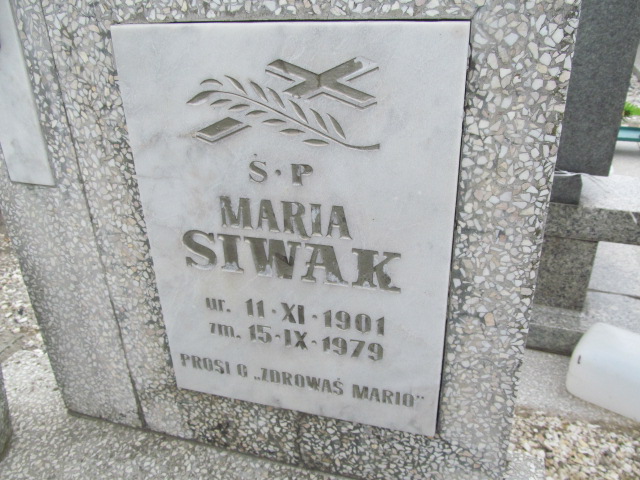 Ś·P
MARIA
SIWAK
ur. 11·XI·1901
zm. 15·IX·1979
PROSI O „ZDROWAŚ MARIO"